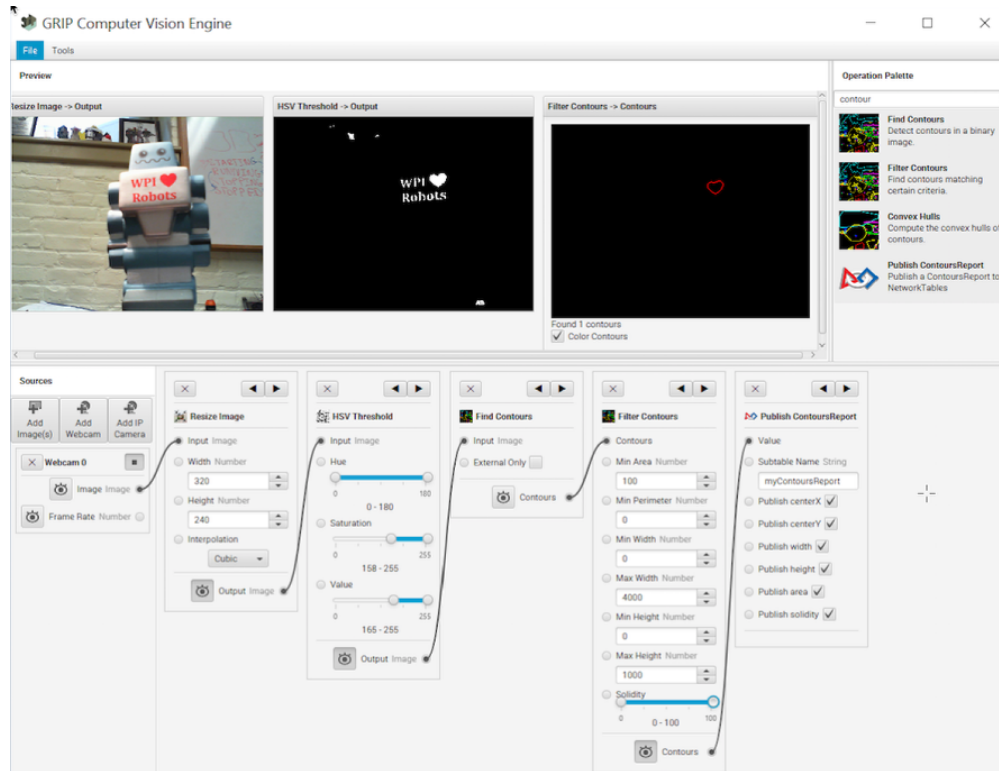 GRIP Computer Vision Engine
File Tools
Preview
Resize Image -> Output
HSV Threshold -> Output
Filter Contours -> Contours
WPI
Robots
WPI
Robots
Found 1 contours
Color Contours
Operation Palette
contour
Find Contours
Detect contours in a binary
image.
Filter Contours
Find contours matching
certain criteria.
Convex Hulls
Compute the convex hulls of
contours.
Publish ContoursReport
Publish a ContoursReport to
NetworkTables
Sources
Add
Image(s)
Add
Webcam
Add IP
Camera
Webcam 0
Image Image
Frame Rate Number
Resize Image
Input Image
Width Number
320
Height Number
240
Interpolation
Cubic
Output Image
HSV Threshold
Input Image
Hue
0 180
0 - 180
Saturation
0 255
158 - 255
Value
0 255
165 - 255
Output Image
Find Contours
Input Image
External Only
Contours
Filter Contours
Contours
Min Area Number
100
Min Perimeter Number
0
Min Width Number
0
Max Width Number
4000
Min Height Number
0
Max Height Number
1000
Solidity
0 100
0 - 100
Contours
Publish ContoursReport
Value
Subtable Name String
myContoursReport
Publish centerX
Publish centerY
Publish width
Publish height
Publish area
Publish solidity